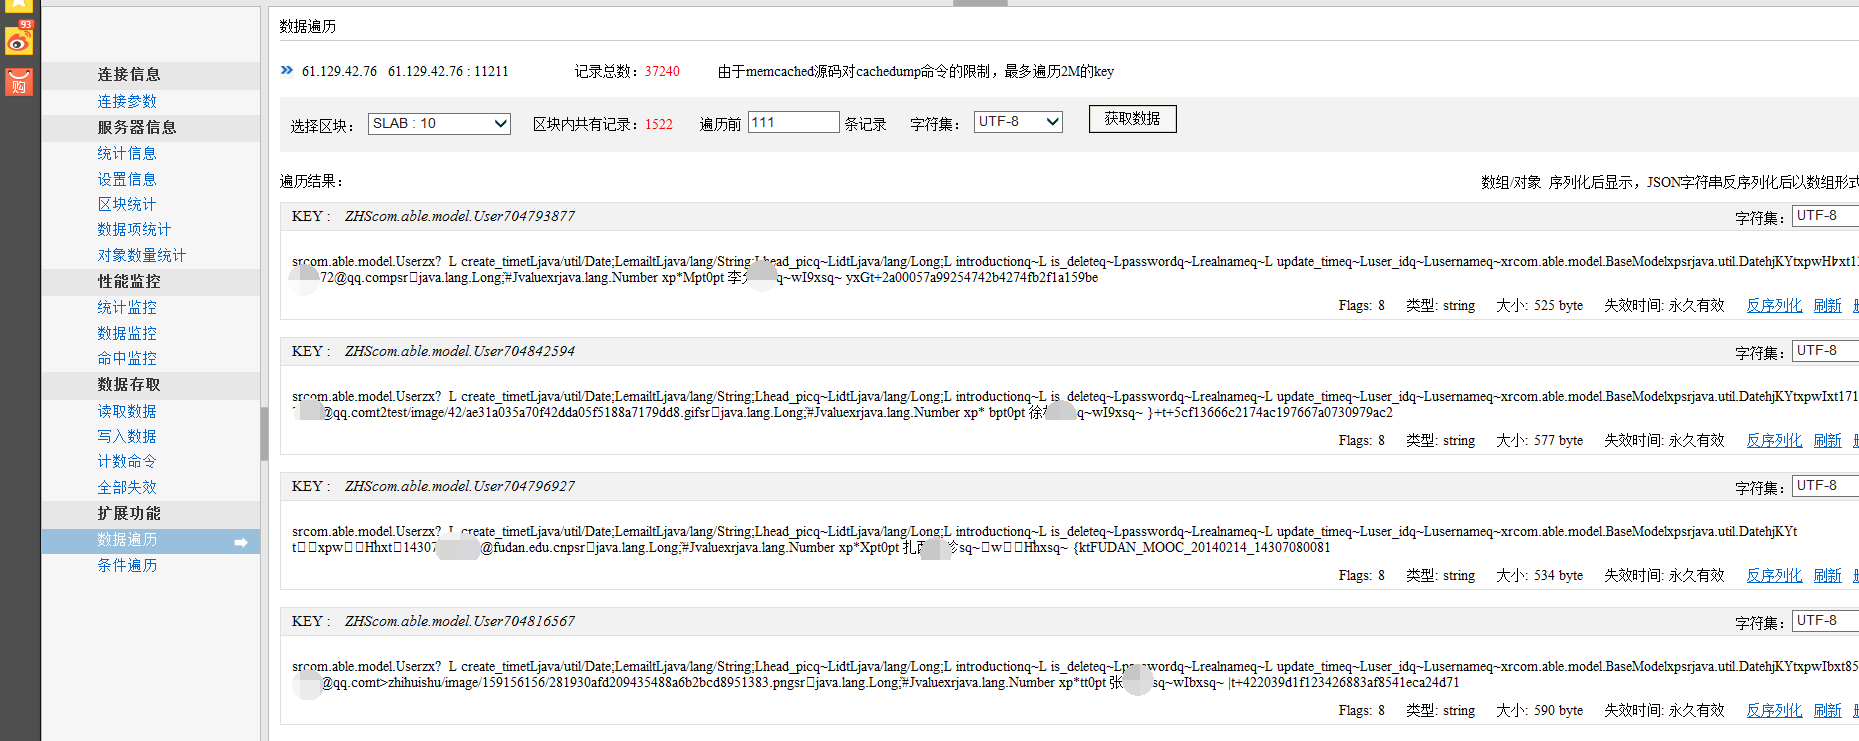 93
购
连接信息
连接参数
服务器信息
统计信息
设置信息
区块统计
数据项统计
对象数量统计
性能监控
统计监控
数据监控
命中监控
数据存取
读取数据
写入数据
计数命令
全部失效
扩展功能
数据遍历
条件遍历
数据遍历
61.129.42.76 61.129.42.76 : 11211 记录总数：37240 由于memcached源码对cachedump命令的限制，最多遍历2M的key
选择区块： SLAB : 10 区块内共有记录：1522 遍历前 111 条记录 字符集： UTF-8 获取数据
遍历结果： 数组/对象 序列化后显示，JSON字符串反序列化后以数组形式
KEY : ZHScom.able.model.User704793877 字符集： UTF-8
srcom.able.model.Userzx? L create_timetLjava/util/Date;LemailtLjava/lang/String;Lhead_picq~LidtLjava/lang/Long;L introductionq~L is_deleteq~Lpasswordq~Lrealnameq~L update_timeq~Luser_idq~Lusernameq~xrcom.able.model.BaseModelxpsrjava.util.DatehjKYtxpwHxt1
72@qq.compsr java.lang.Long;#Jvaluexrjava.lang.Number xp*Mpt0pt 李 q~wI9xsq~ yxGt+2a00057a99254742b4274fb2f1a159be
Flags: 8 类型: string 大小: 525 byte 失效时间: 永久有效 反序列化 刷新
KEY : ZHScom.able.model.User704842594 字符集： UTF-8
srcom.able.model.Userzx? L create_timetLjava/util/Date;LemailtLjava/lang/String;Lhead_picq~LidtLjava/lang/Long;L introductionq~L is_deleteq~Lpasswordq~Lrealnameq~L update_timeq~Luser_idq~Lusernameq~xrcom.able.model.BaseModelxpsrjava.util.DatehjKYtxpwIxt171
@qq.comt2test/image/42/ae31a035a70f42dda05f5188a7179dd8.gifsr java.lang.Long;#Jvaluexrjava.lang.Number xp* bpt0pt 徐 q~wI9xsq~ }+t+5cf13666c2174ac197667a0730979ac2
Flags: 8 类型: string 大小: 577 byte 失效时间: 永久有效 反序列化 刷新
KEY : ZHScom.able.model.User704796927 字符集： UTF-8
srcom.able.model.Userzx? L create_timetLjava/util/Date;LemailtLjava/lang/String;Lhead_picq~LidtLjava/lang/Long;L introductionq~L is_deleteq~Lpasswordq~Lrealnameq~L update_timeq~Luser_idq~Lusernameq~xrcom.able.model.BaseModelxpsrjava.util.DatehjKYt
t xpw Hhxt 14307 @fudan.edu.cnpsr java.lang.Long;#Jvaluexrjava.lang.Number xp*Xpt0pt 扎 sq~ w Hhxsq~ {ktFUDAN_MOOC_20140214_14307080081
Flags: 8 类型: string 大小: 534 byte 失效时间: 永久有效 反序列化 刷新
KEY : ZHScom.able.model.User704816567 字符集： UTF-8
srcom.able.model.Userzx? L create_timetLjava/util/Date;LemailtLjava/lang/String;Lhead_picq~LidtLjava/lang/Long;L introductionq~L is_deleteq~Lpasswordq~Lrealnameq~L update_timeq~Luser_idq~Lusernameq~xrcom.able.model.BaseModelxpsrjava.util.DatehjKYtxpwIbxt85
@qq.comt>zhihuishu/image/159156156/281930afd209435488a6b2bcd8951383.pngsr java.lang.Long;#Jvaluexrjava.lang.Number xp*tt0pt 张 sq~wIbxsq~ |t+422039d1f123426883af8541eca24d71
Flags: 8 类型: string 大小: 590 byte 失效时间: 永久有效 反序列化 刷新